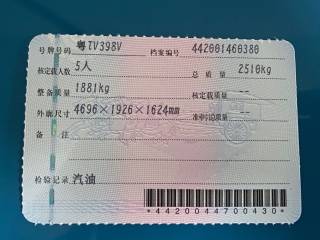 号牌号码 粤TV398V 档案编号 442001460380
核定载人数 5人 总质量 2510kg
整备质量 1881kg 核定载质量 --
外廓尺寸 4696×1926×1624mm 准牵引总质量 --
备注
检验记录 汽油
*4420044700430*